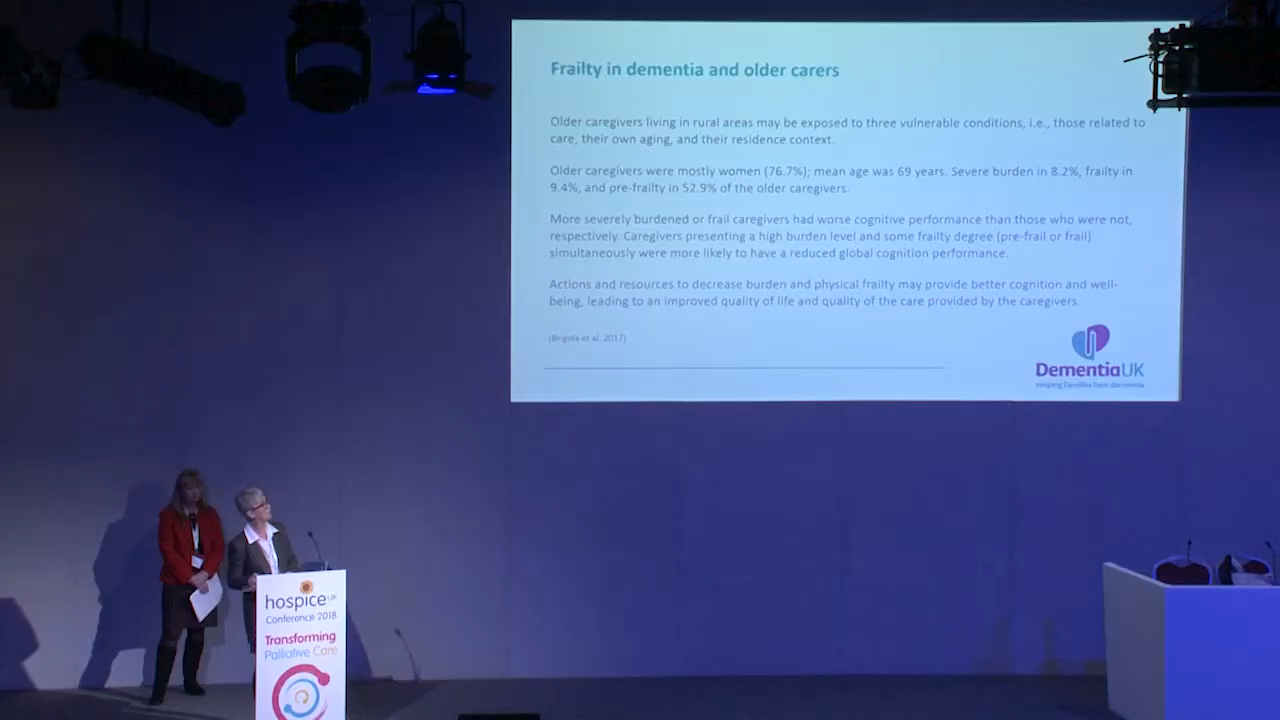 Frailty in dementia and older carers
Older caregivers living in rural areas may be exposed to three vulnerable conditions, i.e., those related to
care, their own aging, and their residence context.
Older caregivers were mostly women (76.7%); mean age was 69 years. Severe burden in 8.2%, frailty in
9.4%, and pre-frailty in 52.9% of the older caregivers.
More severely burdened or frail caregivers had worse cognitive performance than those who were not,
respectively. Caregivers presenting a high burden level and some frailty degree (pre-frail or frail)
simultaneously were more likely to have a reduced global cognition performance.
Actions and resources to decrease burden and physical frailty may provide better cognition and well-
being, leading to an improved quality of life and quality of the care provided by the caregivers.
(Brigola et al, 2017)
DementiaUK
Helping families face dementia
hospice UK
Conference 2018
Transforming
Palliative Care